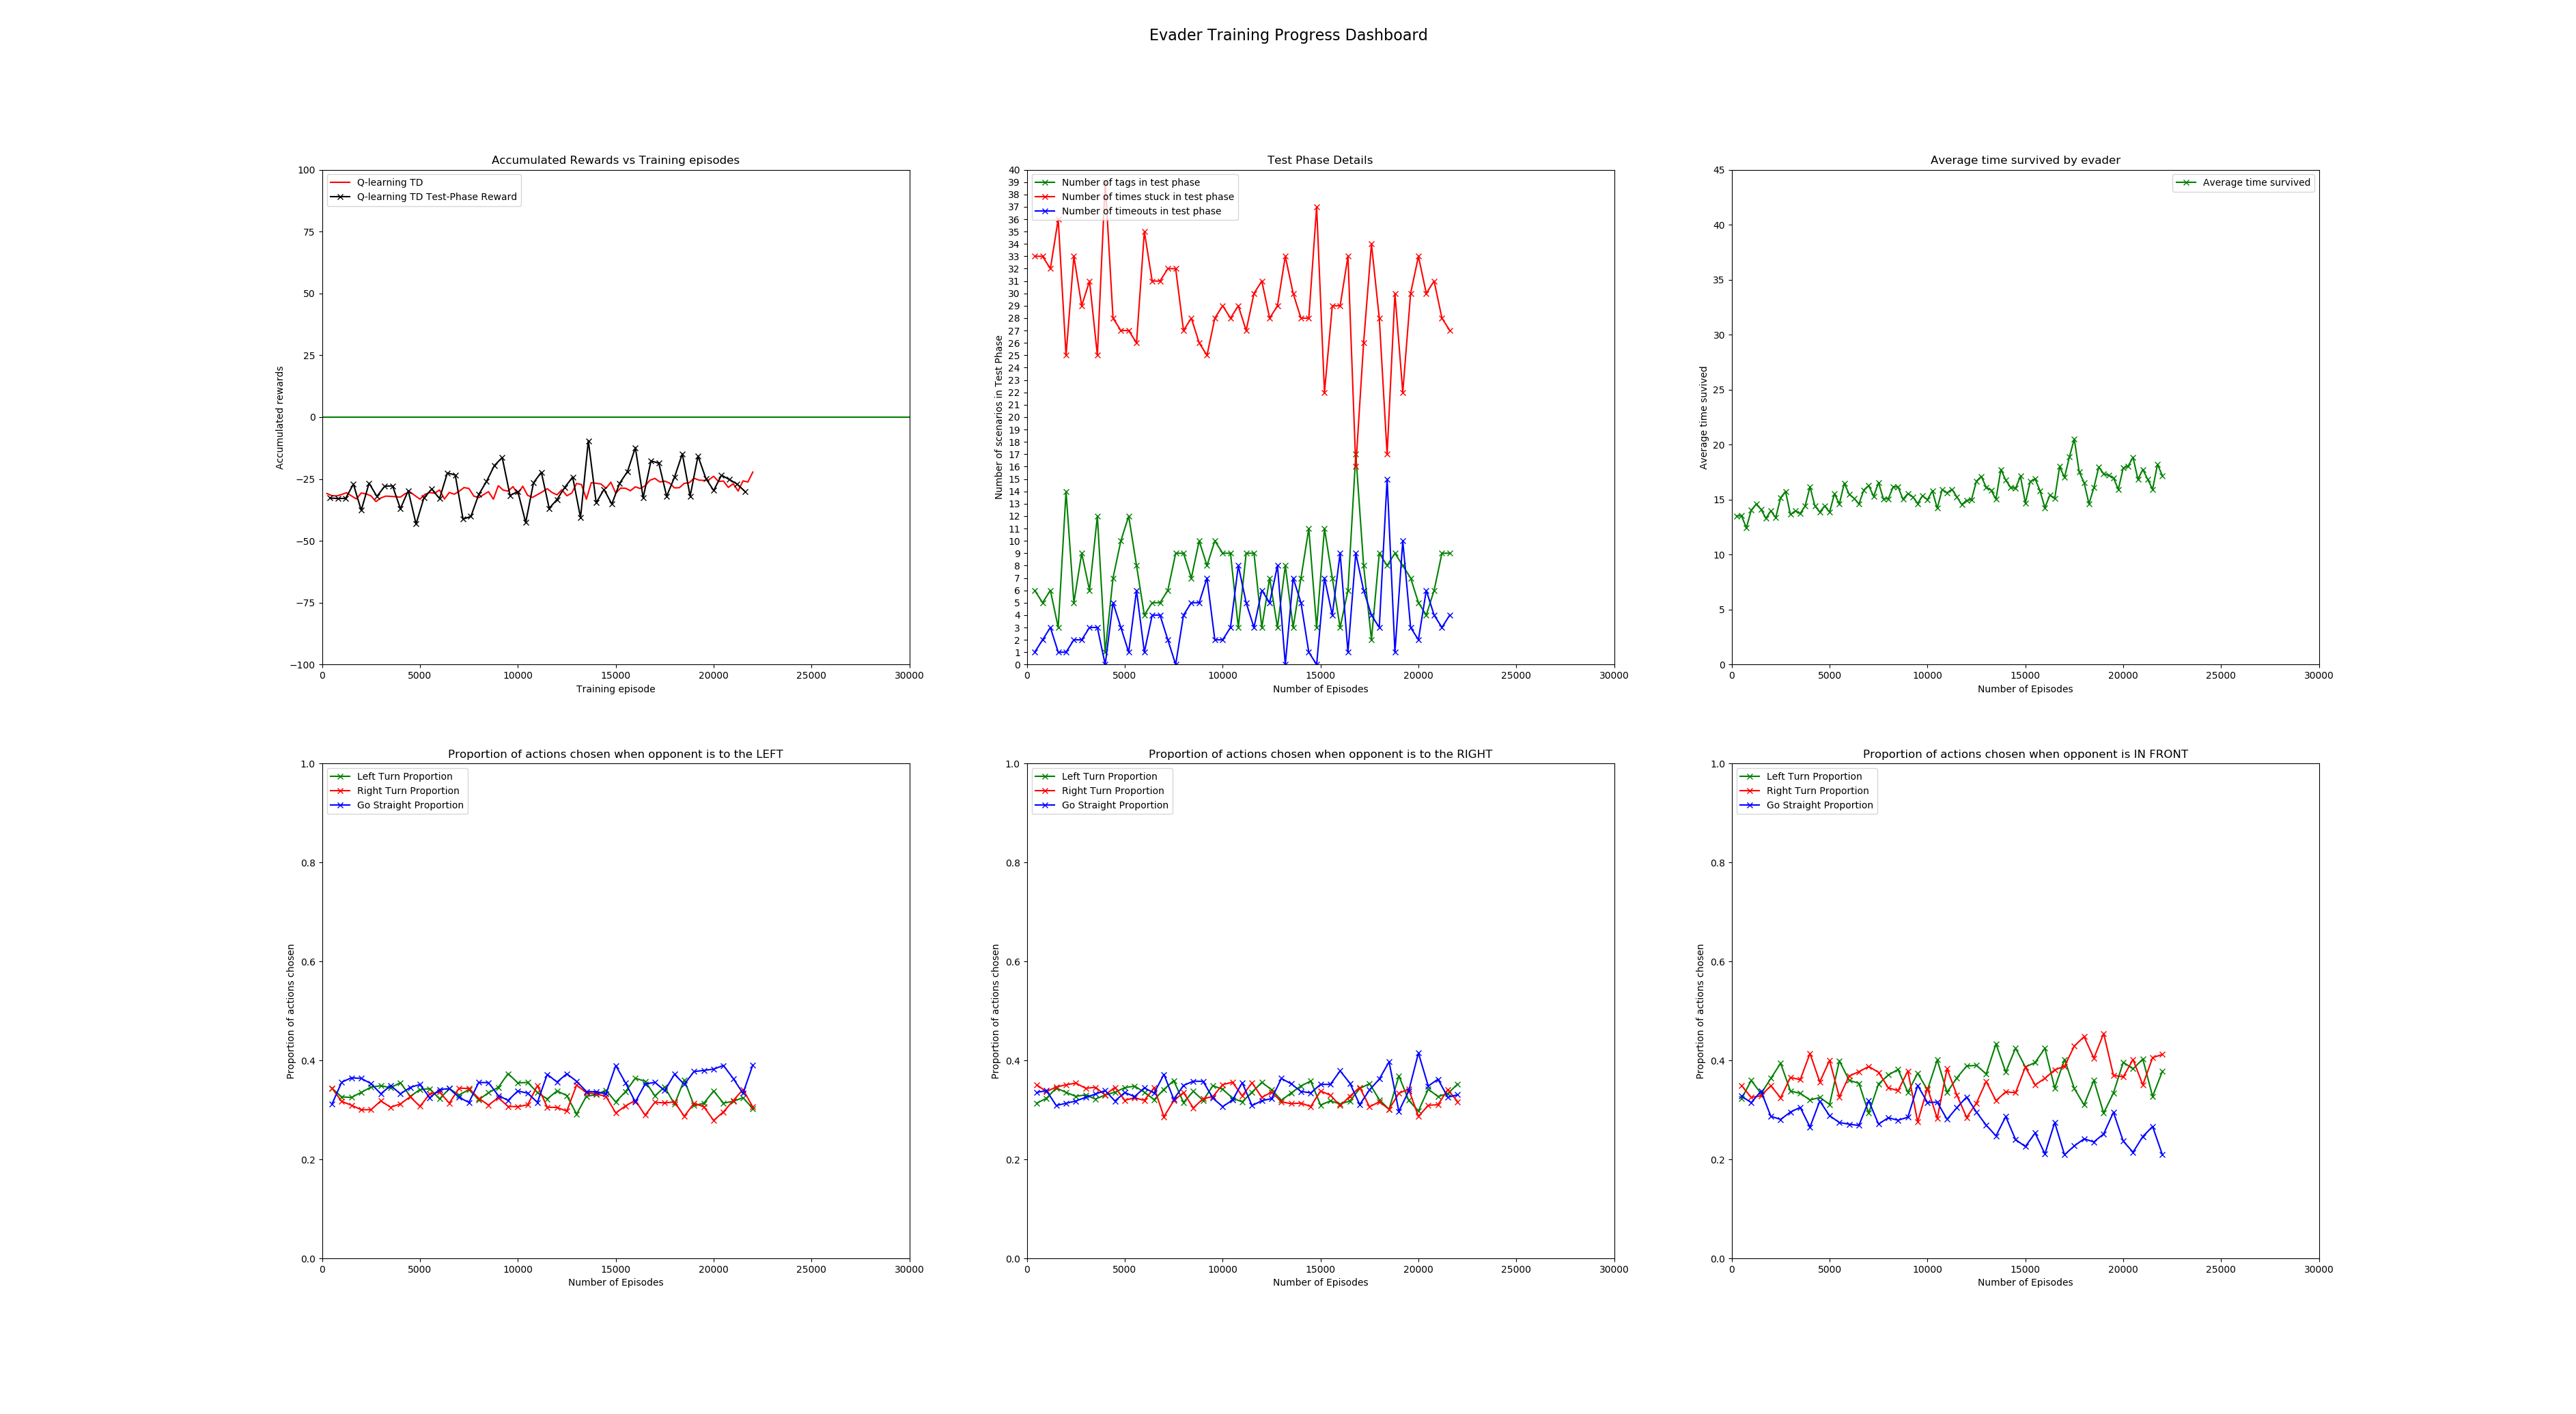 Evader Training Progress Dashboard
Accumulated Rewards vs Training episodes
100
75
50
25
0
−25
−50
−75
−100
Accumulated rewards
Q-learning TD
Q-learning TD Test-Phase Reward
0 5000 10000 15000 20000 25000 30000
Training episode
Test Phase Details
40
39
38
37
36
35
34
33
32
31
30
29
28
27
26
25
24
23
22
21
20
19
18
17
16
15
14
13
12
11
10
9
8
7
6
5
4
3
2
1
0
Number of scenarios in Test Phase
Number of tags in test phase
Number of times stuck in test phase
Number of timeouts in test phase
0 5000 10000 15000 20000 25000 30000
Number of Episodes
Average time survived by evader
45
40
35
30
25
20
15
10
5
0
Average time suvived
Average time survived
0 5000 10000 15000 20000 25000 30000
Number of Episodes
Proportion of actions chosen when opponent is to the LEFT
1.0
0.8
0.6
0.4
0.2
0.0
Proportion of actions chosen
Left Turn Proportion
Right Turn Proportion
Go Straight Proportion
0 5000 10000 15000 20000 25000 30000
Number of Episodes
Proportion of actions chosen when opponent is to the RIGHT
1.0
0.8
0.6
0.4
0.2
0.0
Proportion of actions chosen
Left Turn Proportion
Right Turn Proportion
Go Straight Proportion
0 5000 10000 15000 20000 25000 30000
Number of Episodes
Proportion of actions chosen when opponent is IN FRONT
1.0
0.8
0.6
0.4
0.2
0.0
Proportion of actions chosen
Left Turn Proportion
Right Turn Proportion
Go Straight Proportion
0 5000 10000 15000 20000 25000 30000
Number of Episodes